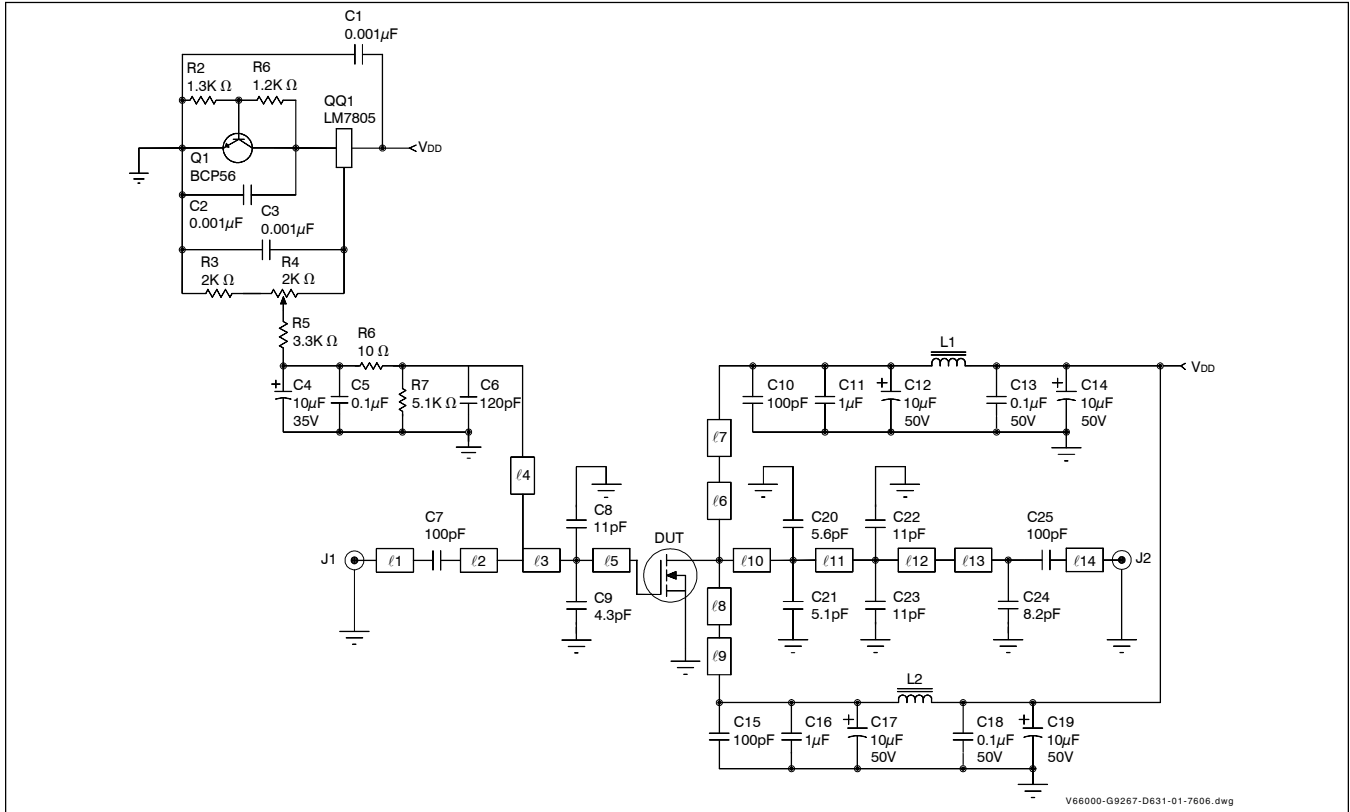 C1
0.001µF
R2
1.3K Ω
R6
1.2K Ω
QQ1
LM7805
VDD
Q1
BCP56
C2
0.001µF
C3
0.001µF
R3
2K Ω
R4
2K Ω
R5
3.3K Ω
R6
10 Ω
L1
VDD
+
C4
10µF
35V
C5
0.1µF
R7
5.1K Ω
C6
120pF
C10
100pF
C11
1µF
+
C12
10µF
50V
C13
0.1µF
50V
+
C14
10µF
50V
ℓ7
ℓ4
ℓ6
C8
11pF
C20
5.6pF
C22
11pF
C25
100pF
C7
100pF
DUT
J1
ℓ1
ℓ2
ℓ3
ℓ5
ℓ10
ℓ11
ℓ12
ℓ13
ℓ14
J2
C9
4.3pF
ℓ8
C21
5.1pF
C23
11pF
C24
8.2pF
ℓ9
L2
C15
100pF
C16
1µF
+
C17
10µF
50V
C18
0.1µF
50V
+
C19
10µF
50V
V66000-G9267-D631-01-7606.dwg